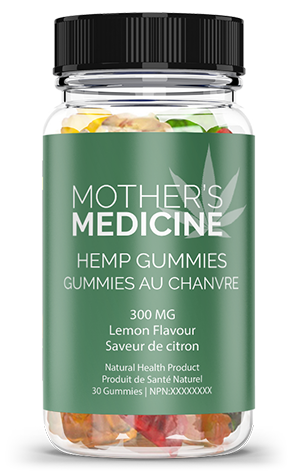 MOTHER'S
MEDICINE
HEMP GUMMIES
GUMMIES AU CHANVRE
300 MG
Lemon Flavour
Saveur de citron
Natural Health Product
Produit de Santé Naturel
30 Gummies | NPN:XXXXXXXX